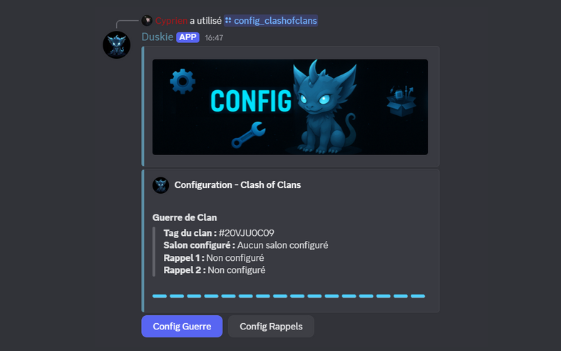 Cyprien a utilisé config_clashofclans
Duskie APP 16:47
CONFIG
Configuration - Clash of Clans
Guerre de Clan
Tag du clan : #20VJU0C09
Salon configuré : Aucun salon configuré
Rappel 1 : Non configuré
Rappel 2 : Non configuré
Config Guerre Config Rappels